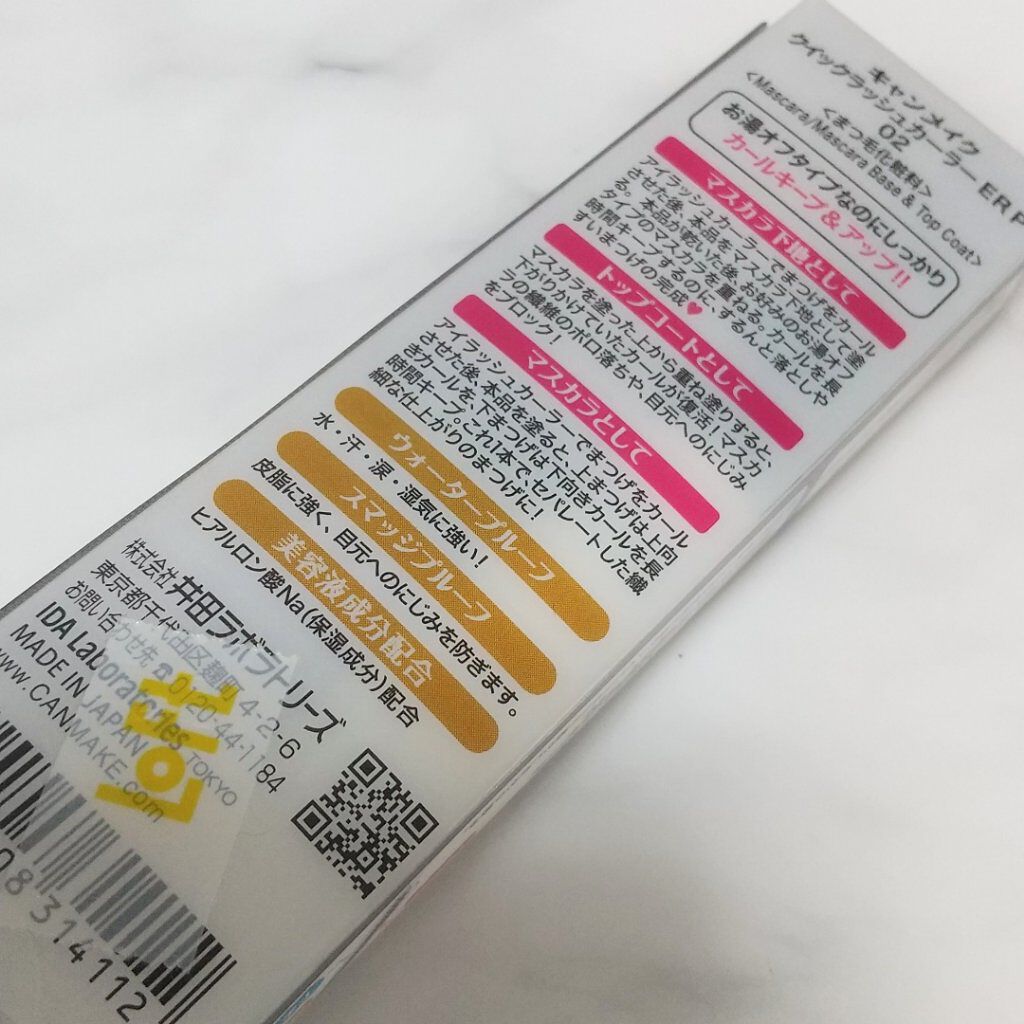 キャンメイク
クイックラッシュカーラー ERP
02
<まつ毛化粧料>
<Mascara/Mascara Base & Top Coat>
お湯オフタイプなのにしっかり
カールキープ&アップ!!
マスカラ下地として
アイラッシュカーラーでまつげをカール
させた後、本品をマスカラ下地として塗
る。本品が乾いた後、お好みのお湯オフ
タイプのマスカラを重ねる。カールを長
時間キープするのに、するんと落としや
すいまつげの完成♥
トップコートとして
マスカラを塗った上から重ね塗りすると、
下がりかけていたカールが復活!マスカ
ラの繊維のポロ落ちや、目元へのにじみ
をブロック!
マスカラとして
アイラッシュカーラーでまつげをカール
させた後、本品を塗ると、上まつげは上向
きカールを、下まつげは下向きカールを長
時間キープ。これ1本で、セパレートした繊
細な仕上がりのまつげに!
ウォータープルーフ
水・汗・涙・湿気に強い!
スマッジプルーフ
皮脂に強く、目元へのにじみを防ぎます。
美容液成分配合
ヒアルロン酸Na(保湿成分)配合
株式会社 井田ラボラトリーズ
東京都千代田区麹町 4-2-6
お問い合わせ先 0120-44-1184
IDA Laboratories TOKYO
MADE IN JAPAN
www.CANMAKE.com
08 314112